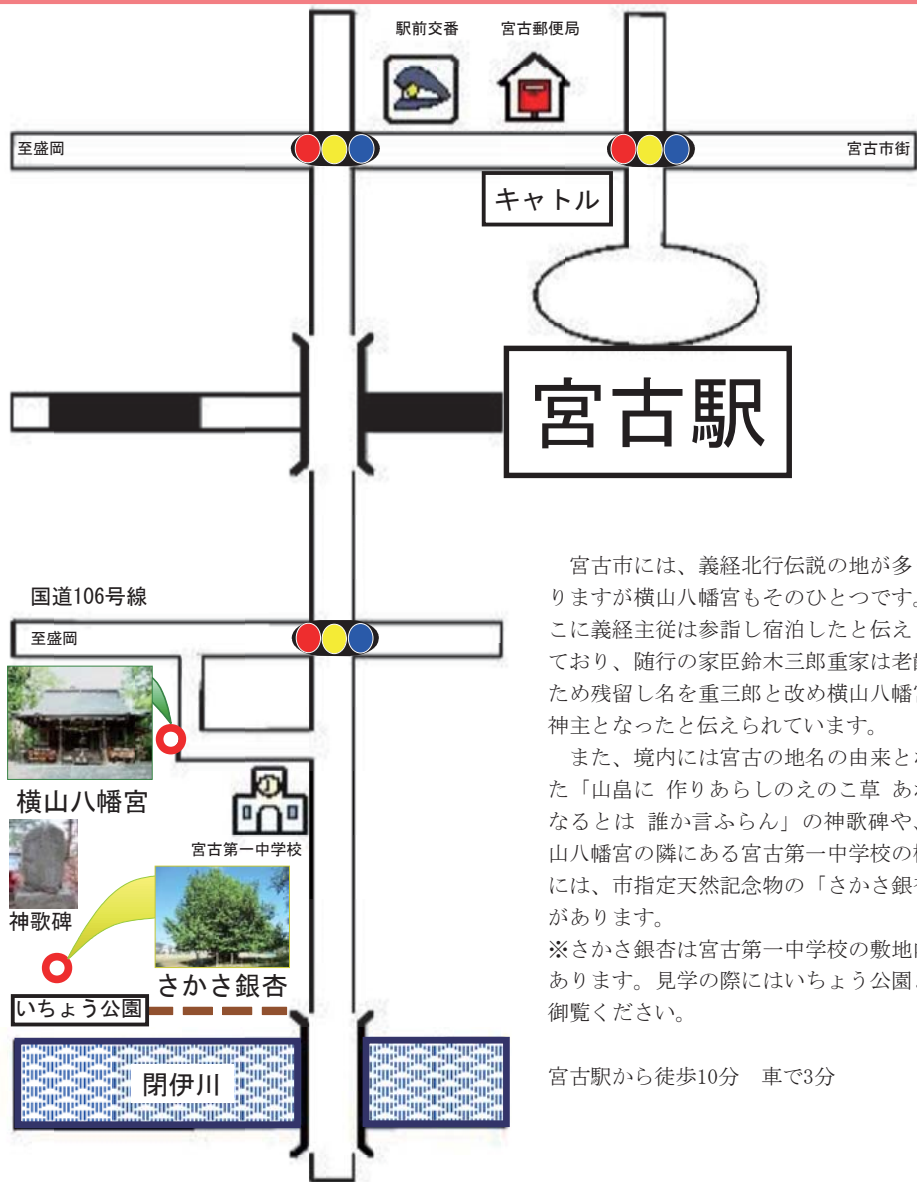 駅前交番
宮古郵便局
至盛岡
宮古市街
キャトル
宮古駅
国道106号線
至盛岡
横山八幡宮
宮古第一中学校
神歌碑
さかさ銀杏
いちょう公園
閉伊川
宮古市には、義経北行伝説の地が多
りますが横山八幡宮もそのひとつです。
こに義経主従は参詣し宿泊したと伝え
ており、随行の家臣鈴木三郎重家は老齢
ため残留し名を重三郎と改め横山八幡宮
神主となったと伝えられています。
また、境内には宮古の地名の由来とな
た「山畠に 作りあらしのえのこ草 あわ
なるとは 誰か言ふらん」の神歌碑や、
山八幡宮の隣にある宮古第一中学校の
には、市指定天然記念物の「さかさ銀杏
があります。
※さかさ銀杏は宮古第一中学校の敷地
あります。見学の際にはいちょう公園
御覧ください。
宮古駅から徒歩10分　車で3分